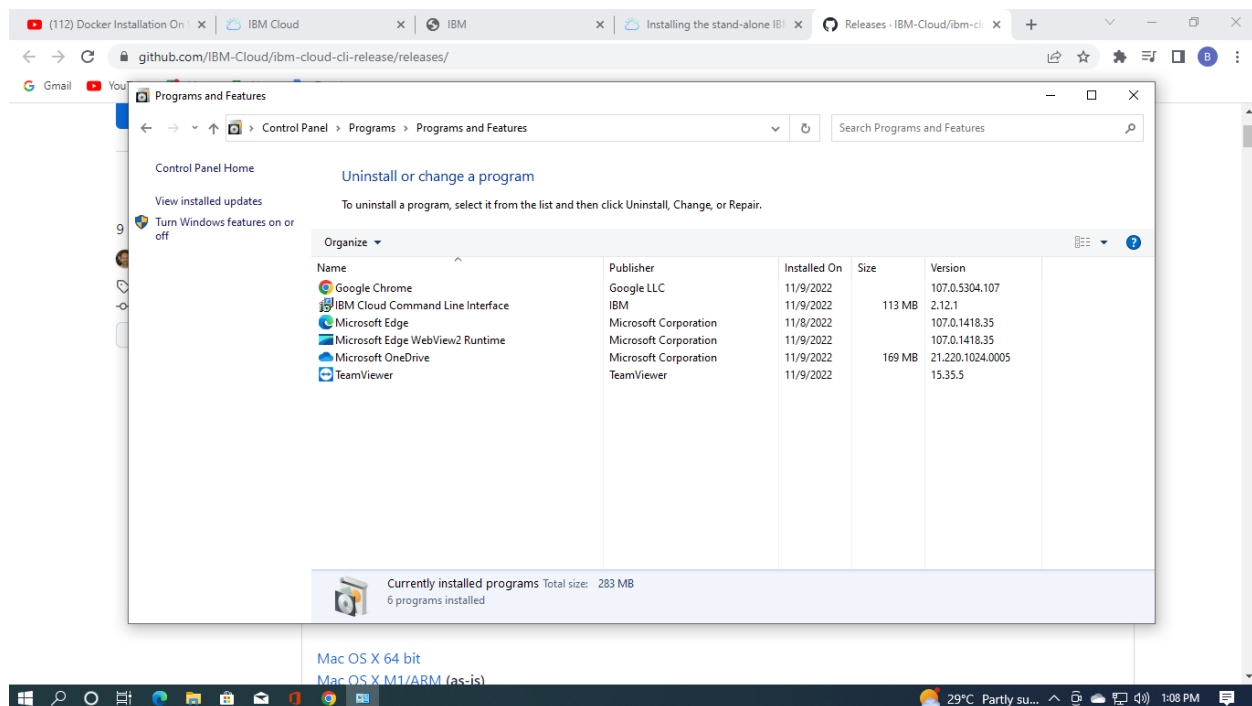 (112) Docker Installation On
IBM Cloud
IBM
Installing the stand-alone IB
Releases · IBM-Cloud/ibm-cl
github.com/IBM-Cloud/ibm-cloud-cli-release/releases/
B
Gmail
You
Programs and Features
Control Panel > Programs > Programs and Features
Search Programs and Features
Control Panel Home
View installed updates
Turn Windows features on or
off
9
Uninstall or change a program
To uninstall a program, select it from the list and then click Uninstall, Change, or Repair.
Organize
Name Publisher Installed On Size Version
Google Chrome Google LLC 11/9/2022 107.0.5304.107
IBM Cloud Command Line Interface IBM 11/9/2022 113 MB 2.12.1
Microsoft Edge Microsoft Corporation 11/8/2022 107.0.1418.35
Microsoft Edge WebView2 Runtime Microsoft Corporation 11/9/2022 107.0.1418.35
Microsoft OneDrive Microsoft Corporation 11/9/2022 169 MB 21.220.1024.0005
TeamViewer TeamViewer 11/9/2022 15.35.5
Currently installed programs Total size: 283 MB
6 programs installed
Mac OS X 64 bit
Mac OS X M1/ARM (as-is)
29°C Partly su... 1:08 PM